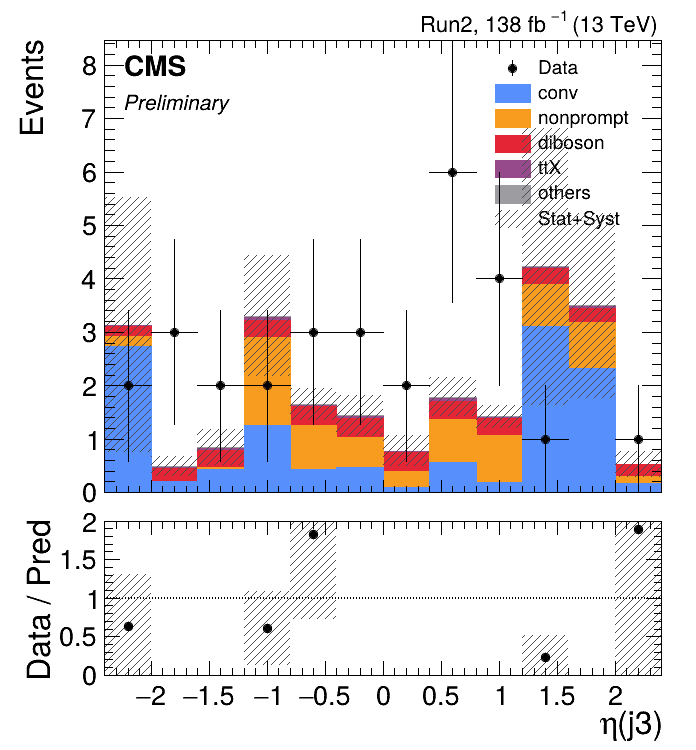 Run2, 138 fb⁻¹ (13 TeV)
CMS
Preliminary
Events
8
7
6
5
4
3
2
1
0
Data
conv
nonprompt
diboson
ttX
others
Stat+Syst
Data / Pred
2
1.5
1
0.5
0
−2 −1.5 −1 −0.5 0 0.5 1 1.5 2
η(j3)